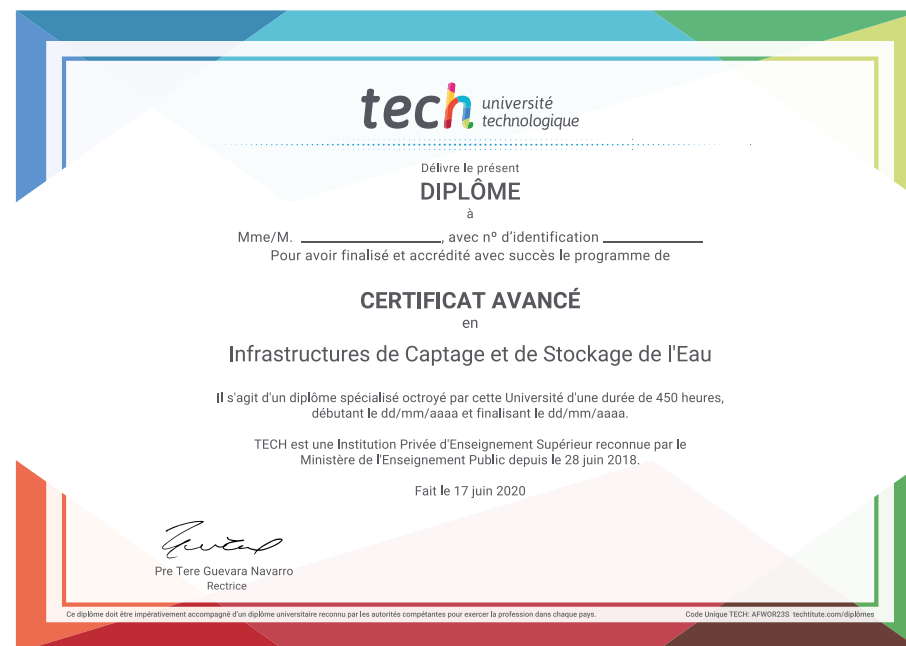 tech université
technologique
Délivre le présent
DIPLÔME
à
Mme/M. ____________________, avec nº d'identification ______________
Pour avoir finalisé et accrédité avec succès le programme de
CERTIFICAT AVANCÉ
en
Infrastructures de Captage et de Stockage de l'Eau
Il s'agit d'un diplôme spécialisé octroyé par cette Université d'une durée de 450 heures,
débutant le dd/mm/aaaa et finalisant le dd/mm/aaaa.
TECH est une Institution Privée d'Enseignement Supérieur reconnue par le
Ministère de l'Enseignement Public depuis le 28 juin 2018.
Fait le 17 juin 2020
Pre Tere Guevara Navarro
Rectrice
Ce diplôme doit être impérativement accompagné d'un diplôme universitaire reconnu par les autorités compétentes pour exercer la profession dans chaque pays.
Code Unique TECH: AFWOR23S techtitute.com/diplômes